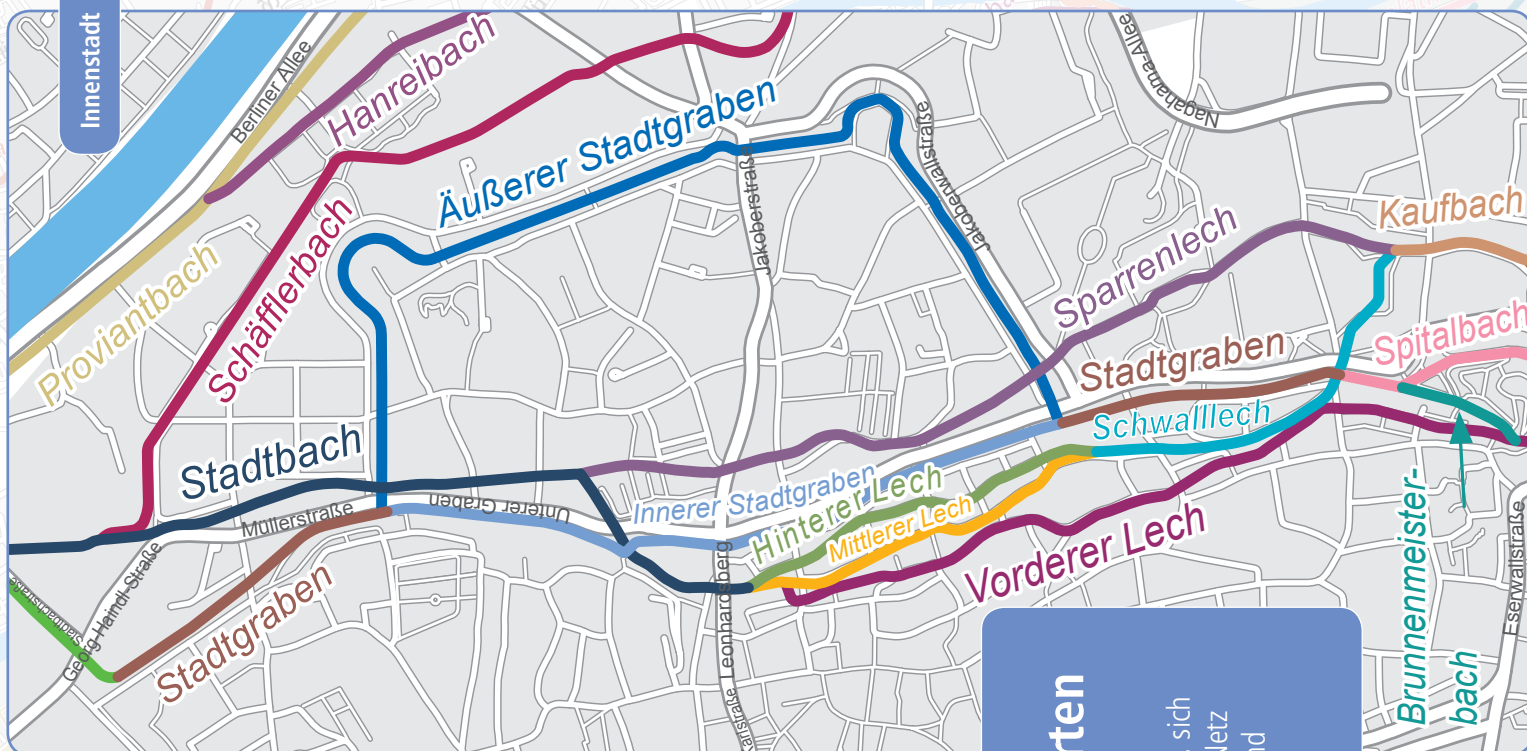 Innenstadt
Berliner Allee
Hanreibach
Nagahama-Allee
Äußerer Stadtgraben
Jakoberstraße
Jakoberwallstraße
Schäfflerbach
Proviantbach
Sparrenlech
Kaufbach
Spitalbach
Stadtgraben
Schwalllech
Stadtbach
Müllerstraße
Unterer Graben
Innerer Stadtgraben
Hinterer Lech
Mittlerer Lech
Vorderer Lech
Leonhardsberg
Georg-Haindl-Straße
Stadtbachstraße
Stadtgraben
Brunnenmeister-
bach
Eserwallstraße
rten
sich
Netz
nd